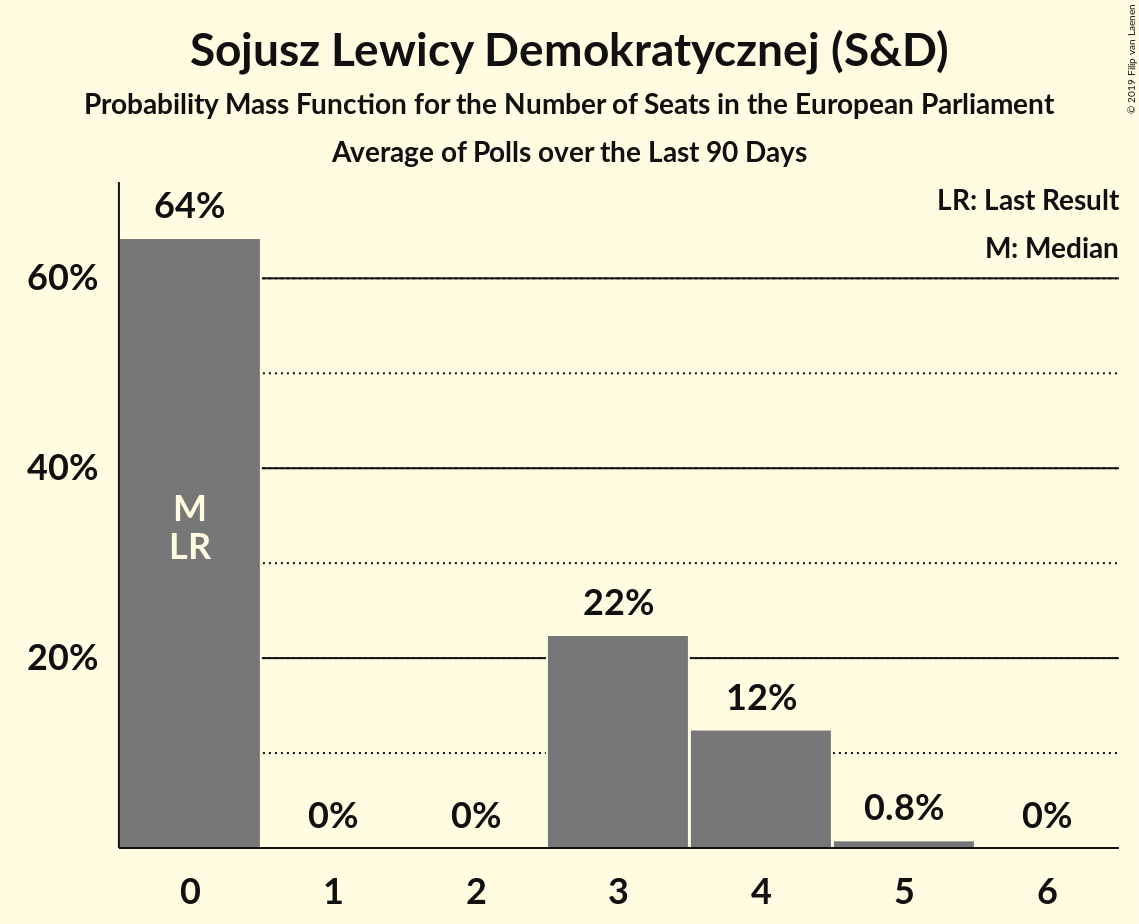 Sojusz Lewicy Demokratycznej (S&D)
Probability Mass Function for the Number of Seats in the European Parliament
Average of Polls over the Last 90 Days
© 2019 Filip van Laenen
LR: Last Result
M: Median
64%
60%
40%
M
LR
22%
20%
12%
0%
0%
0.8%
0%
0 1 2 3 4 5 6